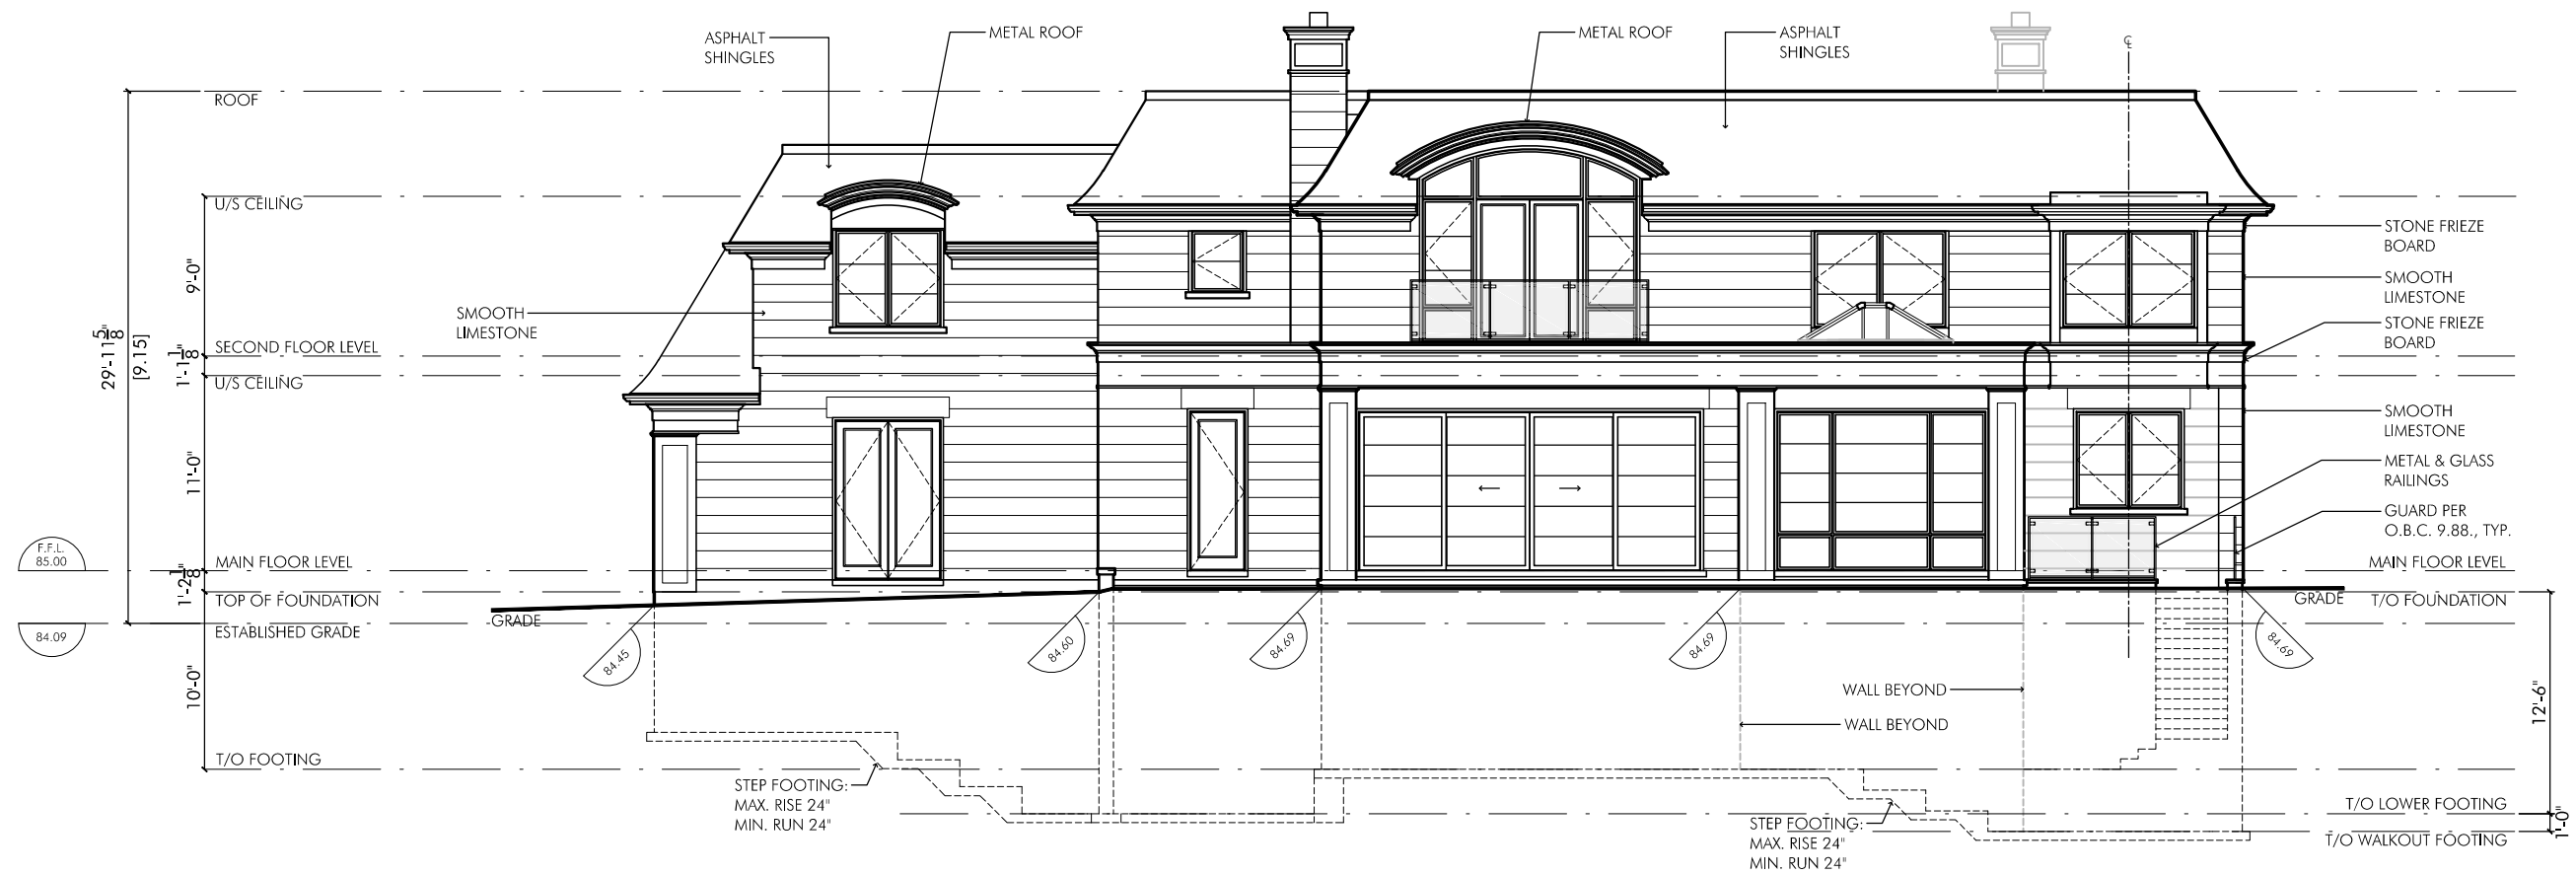 ASPHALT
SHINGLES
METAL ROOF
METAL ROOF
ASPHALT
SHINGLES
℄
ROOF
U/S CEILING
STONE FRIEZE
BOARD
9'-0"
SMOOTH
LIMESTONE
SMOOTH
LIMESTONE
STONE FRIEZE
BOARD
29'-11 5/8"
[9.15]
SECOND FLOOR LEVEL
1'-1 1/8"
U/S CEILING
SMOOTH
LIMESTONE
11'-0"
METAL & GLASS
RAILINGS
GUARD PER
O.B.C. 9.88., TYP.
F.F.L.
85.00
MAIN FLOOR LEVEL
MAIN FLOOR LEVEL
1'-2 1/8"
TOP OF FOUNDATION
GRADE
T/O FOUNDATION
GRADE
84.09
ESTABLISHED GRADE
84.45
84.60
84.69
84.69
84.69
10'-0"
WALL BEYOND
WALL BEYOND
12'-6"
T/O FOOTING
STEP FOOTING:
MAX. RISE 24"
MIN. RUN 24"
T/O LOWER FOOTING
STEP FOOTING:
MAX. RISE 24"
MIN. RUN 24"
1'-0"
T/O WALKOUT FOOTING